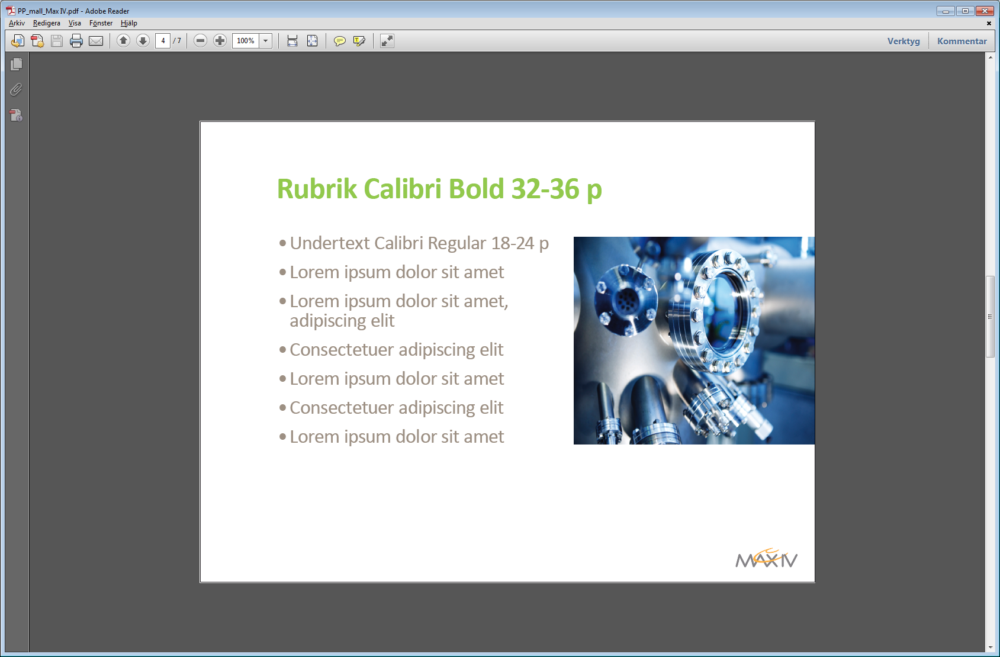 PP_mall_Max IV.pdf - Adobe Reader
Arkiv Redigera Visa Fönster Hjälp
4 / 7 100% Verktyg Kommentar
Rubrik Calibri Bold 32-36 p
•Undertext Calibri Regular 18-24 p
•Lorem ipsum dolor sit amet
•Lorem ipsum dolor sit amet,
adipiscing elit
•Consectetuer adipiscing elit
•Lorem ipsum dolor sit amet
•Consectetuer adipiscing elit
•Lorem ipsum dolor sit amet
MAX IV